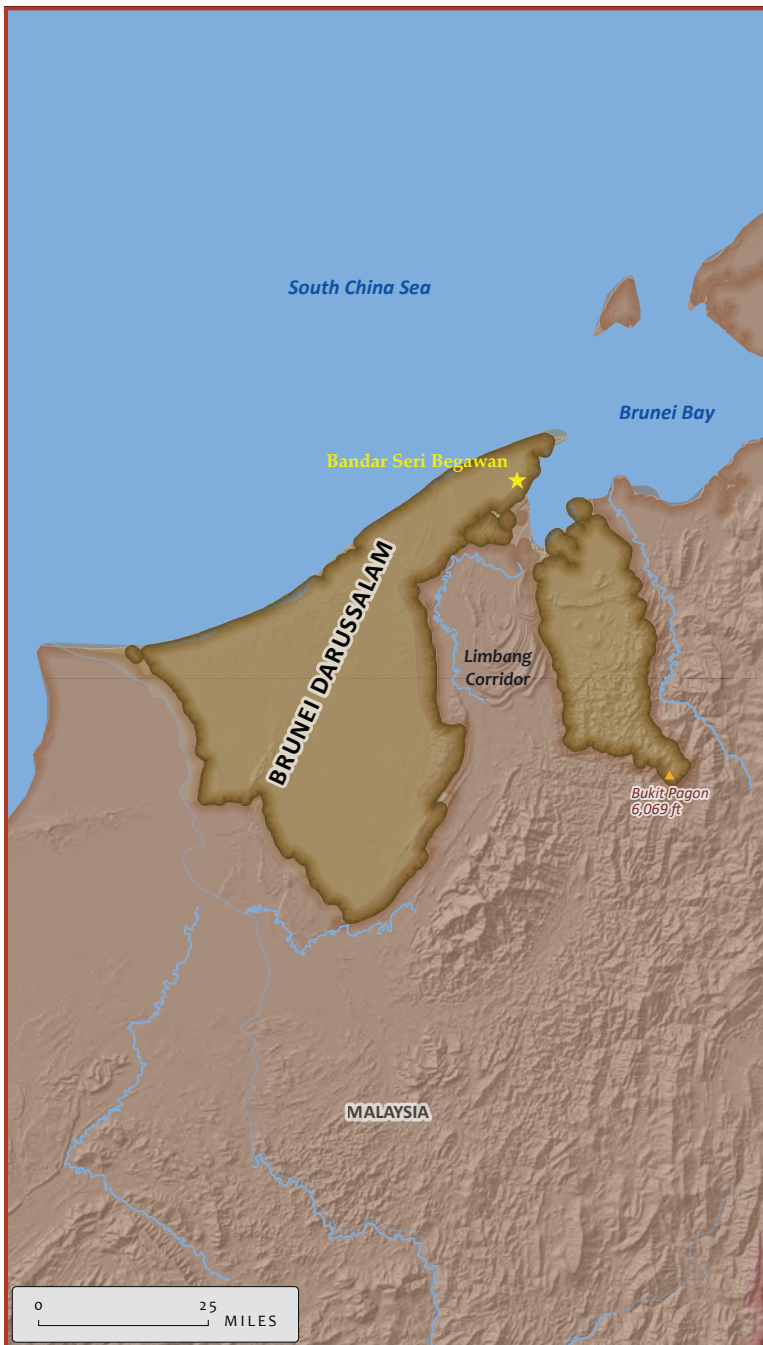 South China Sea
Brunei Bay
Bandar Seri Begawan
BRUNEI DARUSSALAM
Limbang
Corridor
Bukit Pagon
6,069 ft
MALAYSIA
0 25
MILES